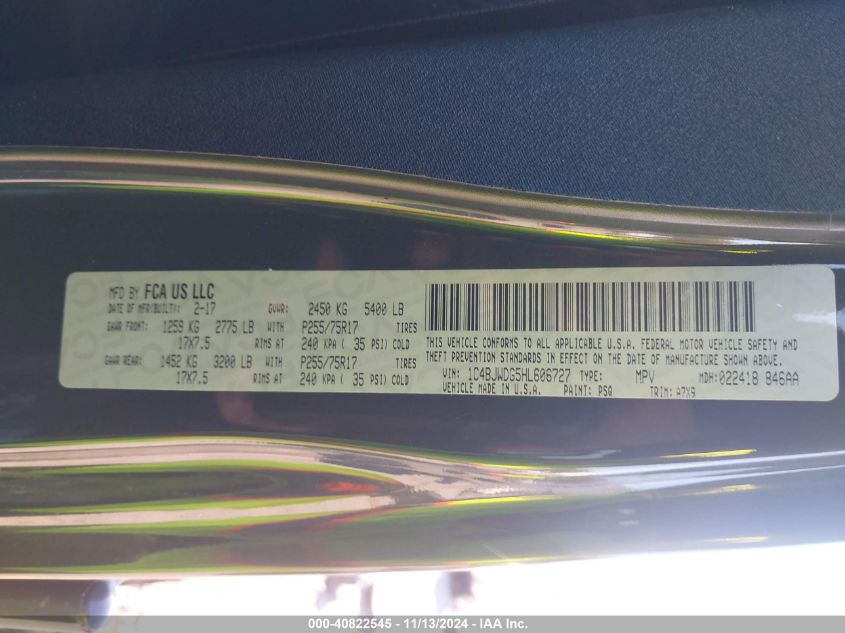 MFD BY FCA US LLC
DATE OF MFR(BUILT): 2-17 GVWR: 2450 KG 5400 LB
GAWR FRONT: 1259 KG 2775 LB WITH P255/75R17 TIRES
17X7.5 RIMS AT 240 KPA ( 35 PSI) COLD
GAWR REAR: 1452 KG 3200 LB WITH P255/75R17 TIRES
17X7.5 RIMS AT 240 KPA ( 35 PSI) COLD
THIS VEHICLE CONFORMS TO ALL APPLICABLE U.S.A. FEDERAL MOTOR VEHICLE SAFETY AND
THEFT PREVENTION STANDARDS IN EFFECT ON THE DATE OF MANUFACTURE SHOWN ABOVE.
VIN: 1C4BJWDG5HL606727 TYPE: MPV MDH:022418 846AA
VEHICLE MADE IN U.S.A. PAINT: PSQ TRIM: A7X9
000-40822545 - 11/13/2024 - IAA Inc.